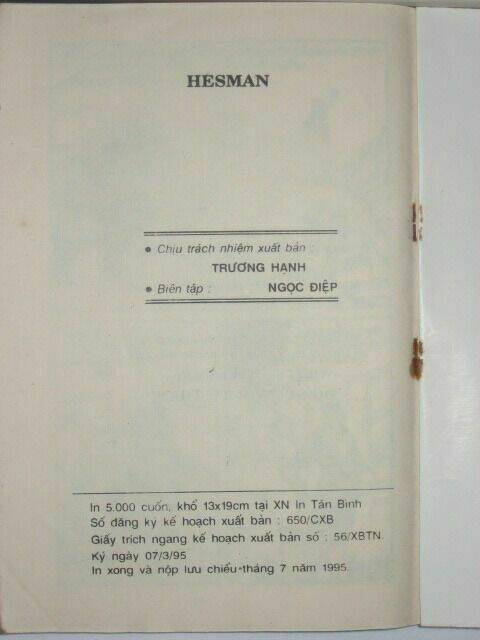 HESMAN
● Chịu trách nhiệm xuất bản :
TRƯƠNG HẠNH
● Biên tập : NGỌC ĐIỆP
In 5.000 cuốn, khổ 13x19cm tại XN In Tân Bình
Số đăng ký kế hoạch xuất bản : 650/CXB
Giấy trích ngang kế hoạch xuất bản số : 56/XBTN
Ký ngày 07/3/95
In xong và nộp lưu chiểu tháng 7 năm 1995.